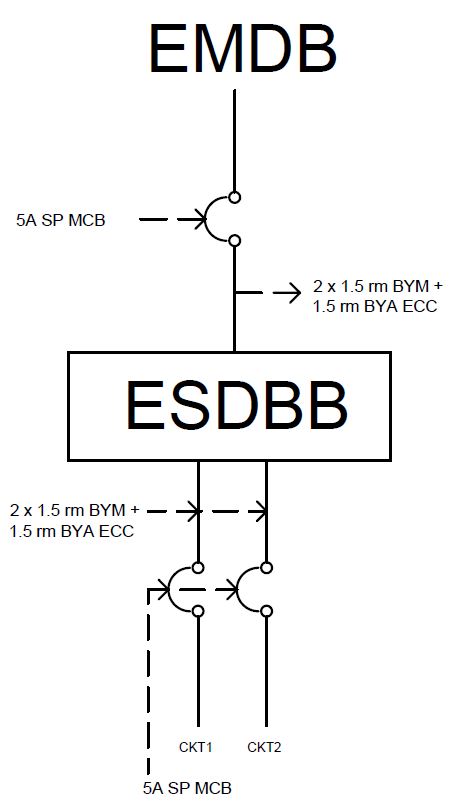 EMDB
5A SP MCB
2 x 1.5 rm BYM +
1.5 rm BYA ECC
ESDBB
2 x 1.5 rm BYM +
1.5 rm BYA ECC
CKT1
CKT2
5A SP MCB